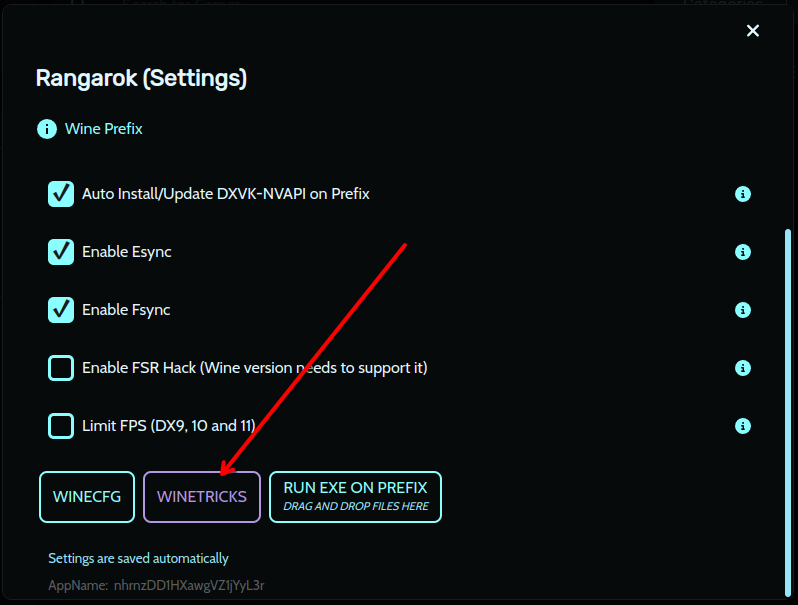 Rangarok (Settings)
Wine Prefix
Auto Install/Update DXVK-NVAPI on Prefix
Enable Esync
Enable Fsync
Enable FSR Hack (Wine version needs to support it)
Limit FPS (DX9, 10 and 11)
WINECFG
WINETRICKS
RUN EXE ON PREFIX
DRAG AND DROP FILES HERE
Settings are saved automatically
AppName: nhrnzDD1HXawgVZ1jYyL3r